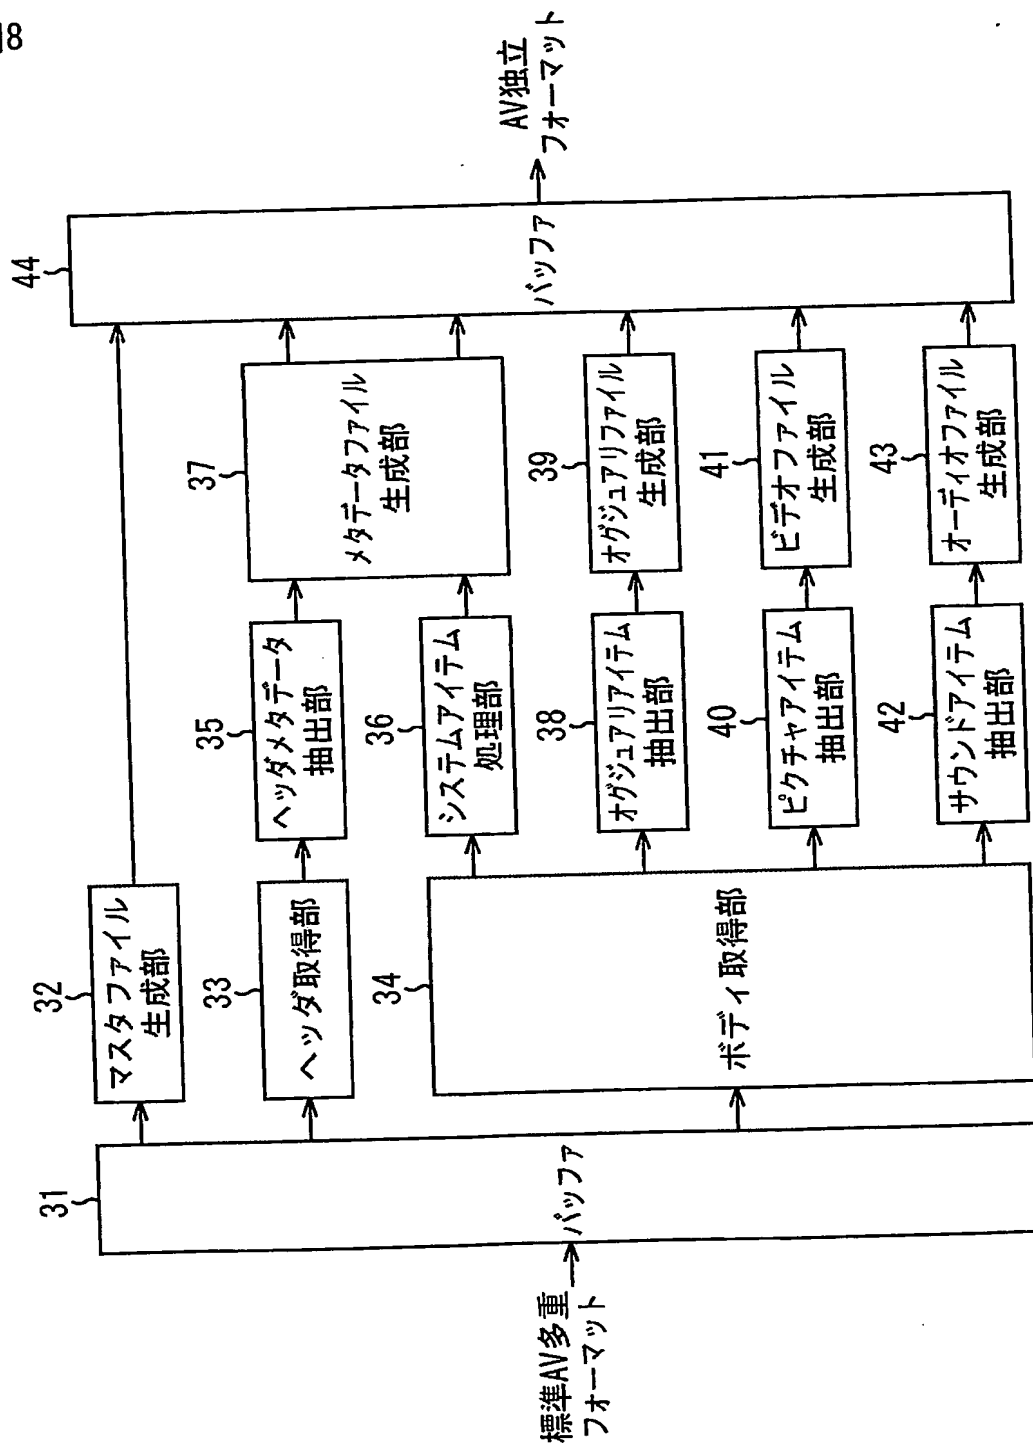 8
標準AV多重
フォーマット
31
バッファ
32
マスタファイル
生成部
33
ヘッダ取得部
34
ボディ取得部
35
ヘッダメタデータ
抽出部
36
システムアイテム
処理部
37
メタデータファイル
生成部
38
オグジュアリアイテム
抽出部
39
オグジュアリファイル
生成部
40
ピクチャアイテム
抽出部
41
ビデオファイル
生成部
42
サウンドアイテム
抽出部
43
オーディオファイル
生成部
44
バッファ
AV独立
フォーマット